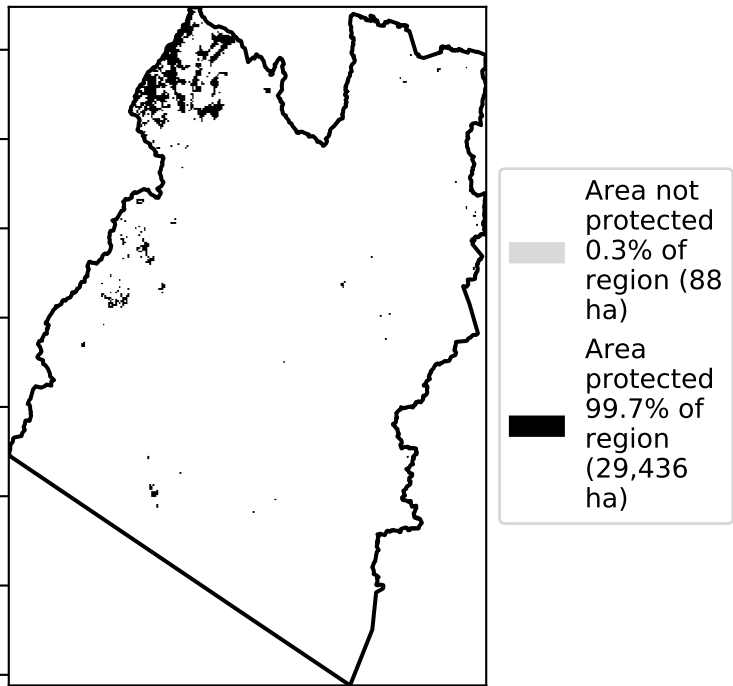 Area not
protected
0.3% of
region (88
ha)
Area
protected
99.7% of
region
(29,436
ha)